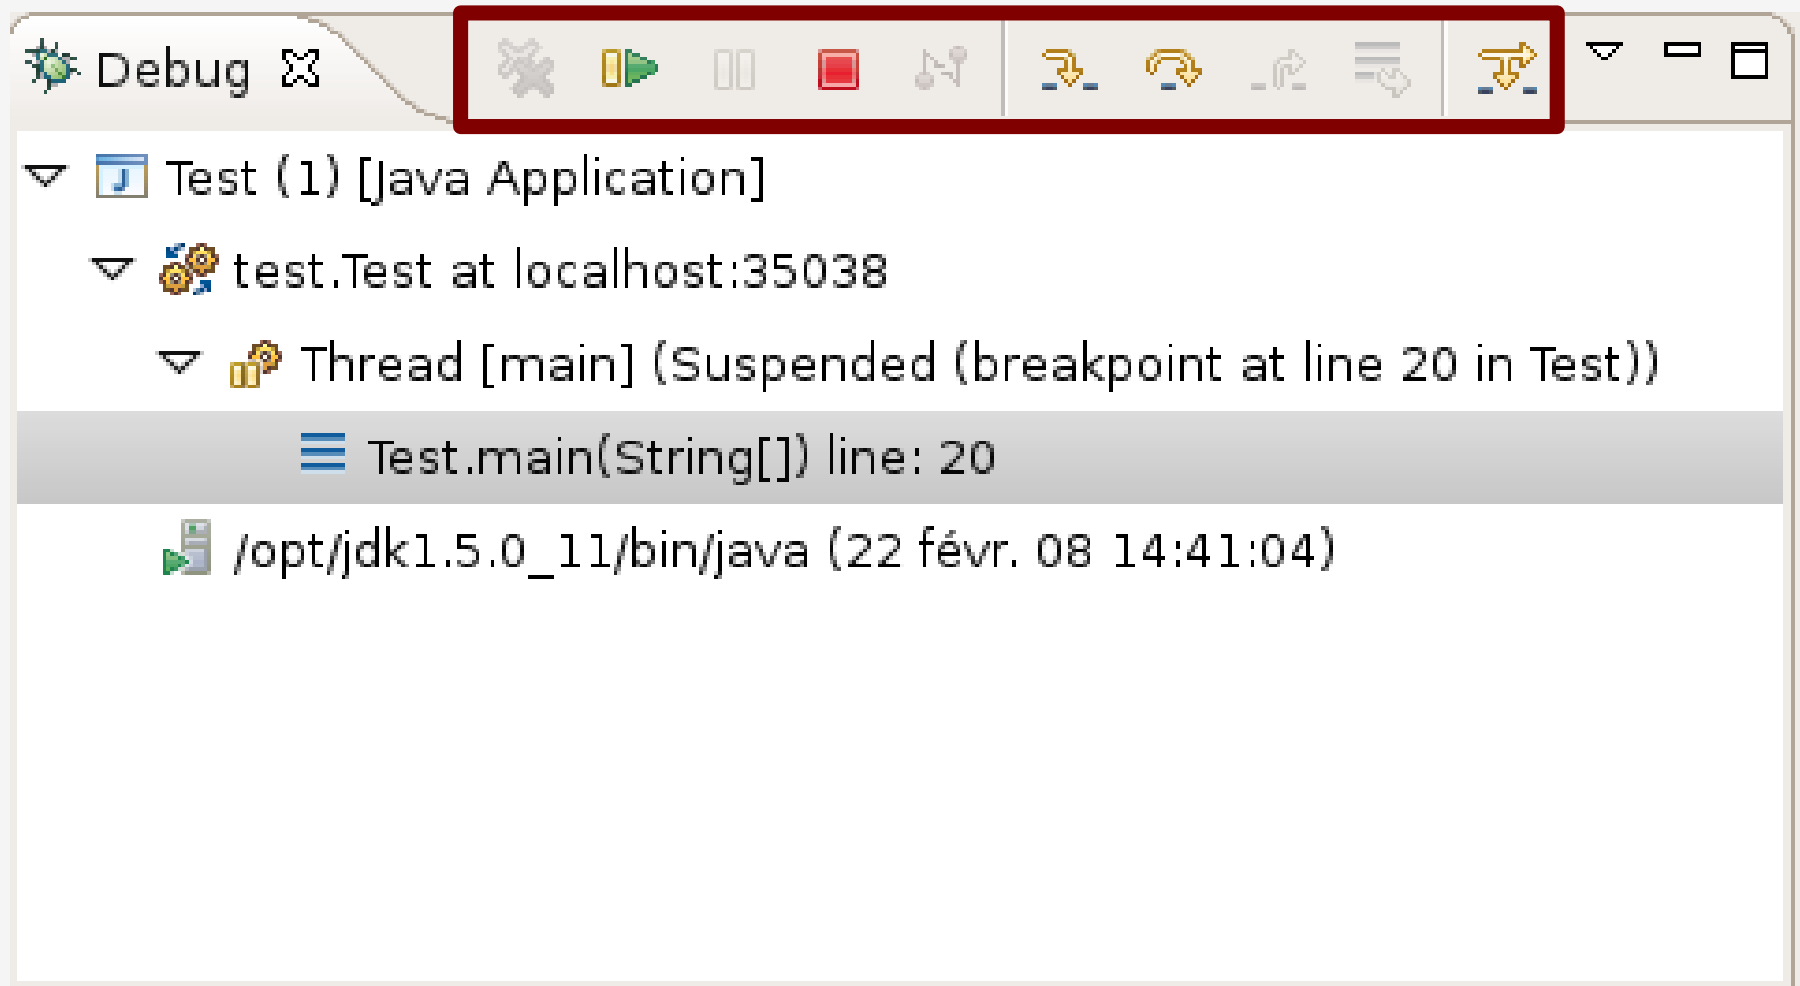 Debug
Test (1) [Java Application]
test.Test at localhost:35038
Thread [main] (Suspended (breakpoint at line 20 in Test))
Test.main(String[]) line: 20
/opt/jdk1.5.0_11/bin/java (22 févr. 08 14:41:04)